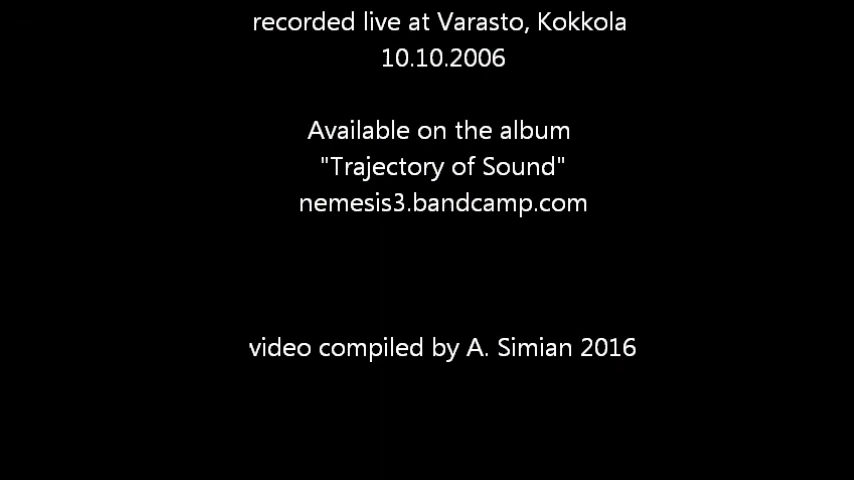 recorded live at Varasto, Kokkola
10.10.2006
Available on the album
"Trajectory of Sound"
nemesis3.bandcamp.com
video compiled by A. Simian 2016